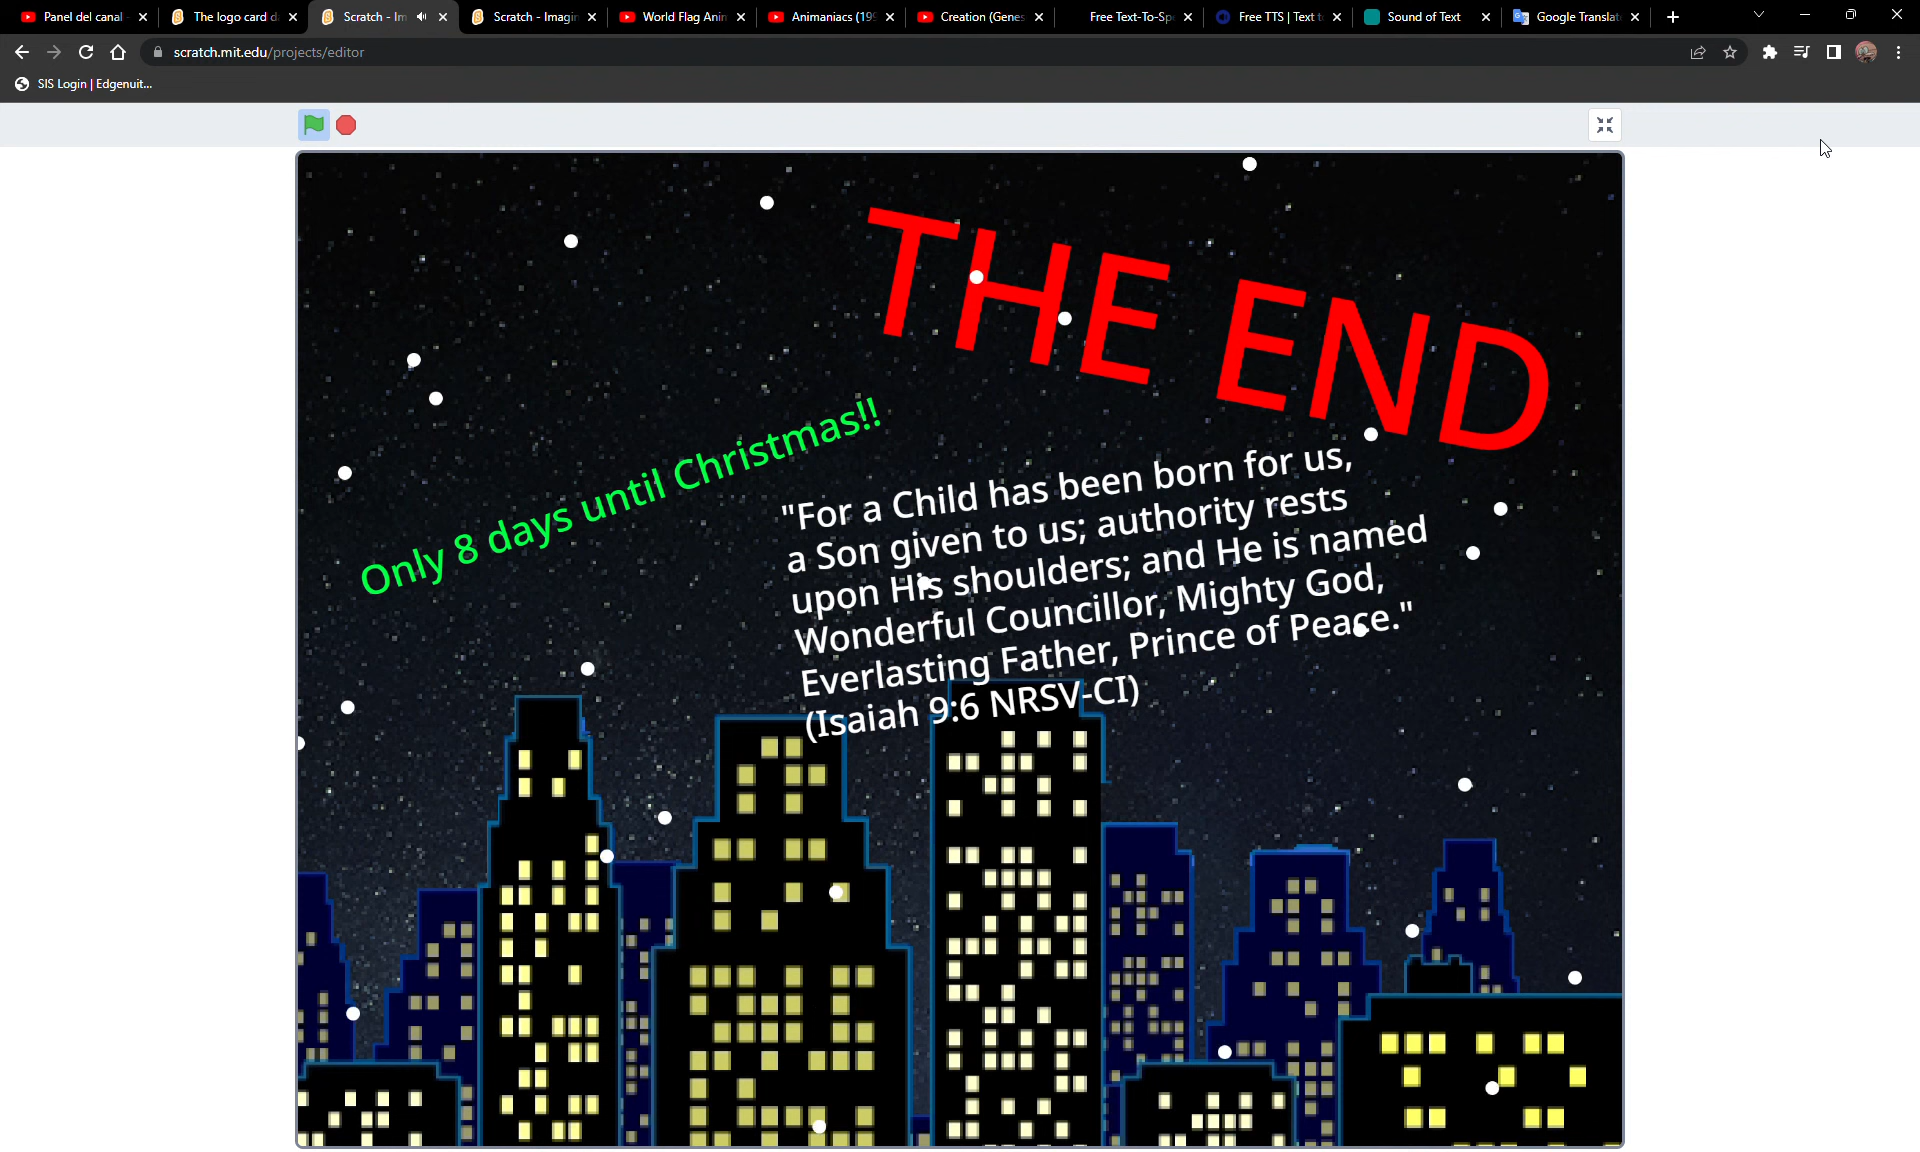 Panel del canal
The logo card d
Scratch - Im
Scratch - Imagin
World Flag Anim
Animaniacs (199
Creation (Genes
Free Text-To-Sp
Free TTS | Text t
Sound of Text
Google Translat
scratch.mit.edu/projects/editor
SIS Login | Edgenuit...
THE END
Only 8 days until Christmas!!
"For a Child has been born for us,
a Son given to us; authority rests
upon His shoulders; and He is named
Wonderful Councillor, Mighty God,
Everlasting Father, Prince of Peace."
(Isaiah 9:6 NRSV-CI)